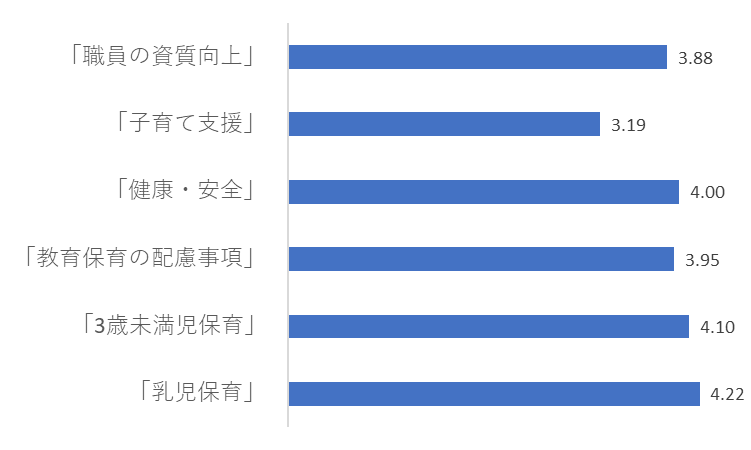 「職員の資質向上」 3.88
「子育て支援」 3.19
「健康・安全」 4.00
「教育保育の配慮事項」 3.95
「3歳未満児保育」 4.10
「乳児保育」 4.22